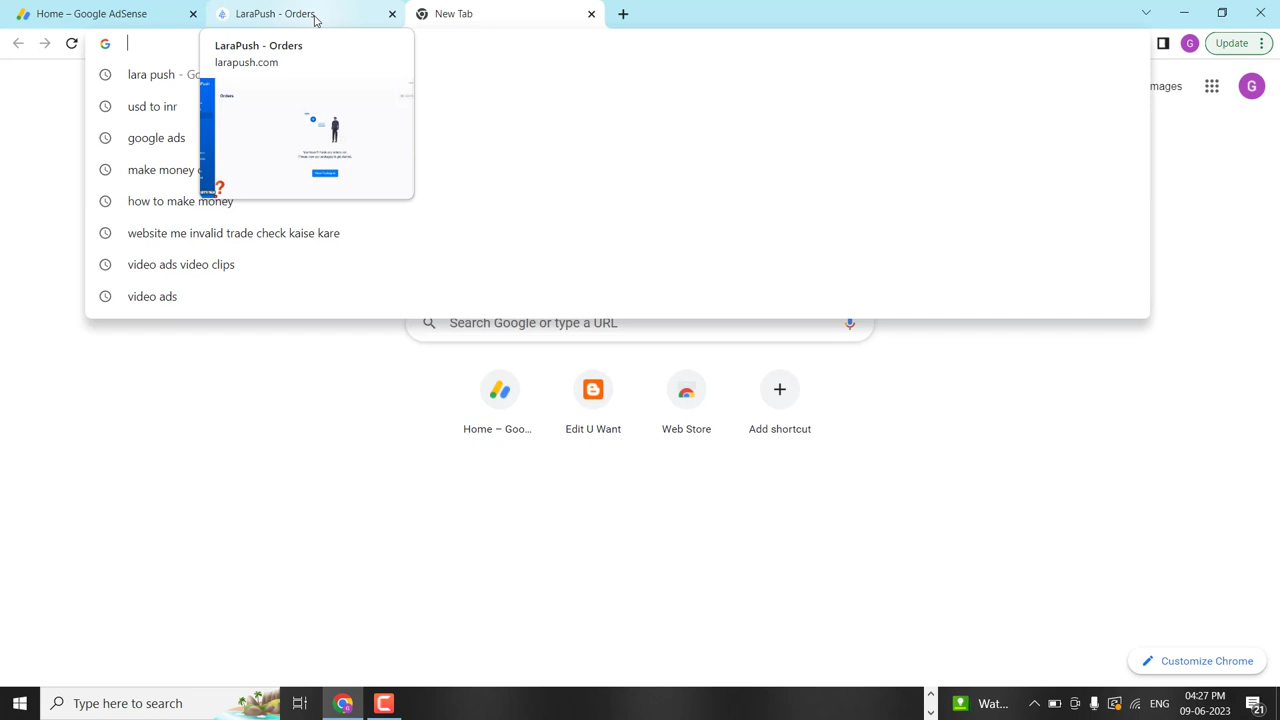 Home – Google AdSense
LaraPush - Orders
New Tab
Update
LaraPush - Orders
larapush.com
Orders
lara push - Go
usd to inr
google ads
make money
how to make money
website me invalid trade check kaise kare
video ads video clips
video ads
mages
G
G
Search Google or type a URL
Home – Goo...
Edit U Want
Web Store
Add shortcut
Customize Chrome
Type here to search
Wat...
ENG
04:27 PM
09-06-2023
21